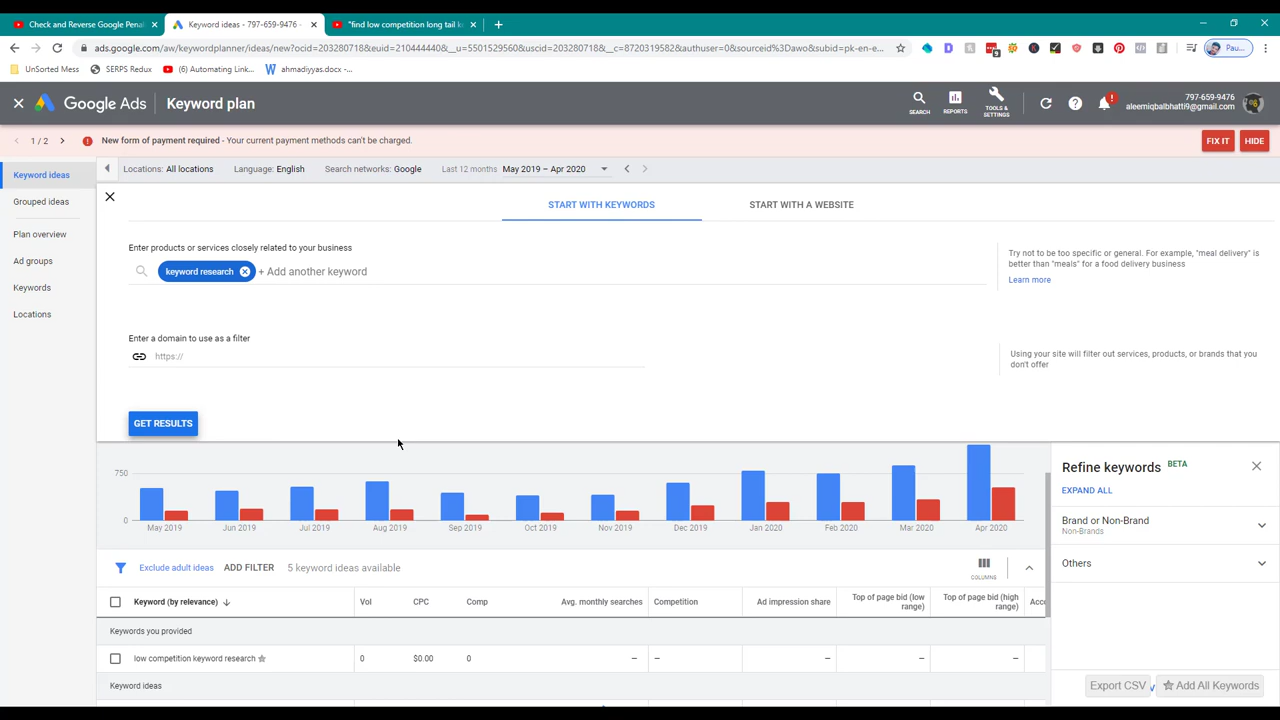 Check and Reverse Google Pena
Keyword ideas - 797-659-9476 -
"find low competition long tail k
ads.google.com/aw/keywordplanner/ideas/new?ocid=203280718&euid=210444440&__u=5501529506&uscid=203280718&__c=8720319582&authuser=0&sourceid%3Dawo&subid=pk-en-e...
9
Pau...
UnSorted Mess
SERPS Redux
(6) Automating Link...
ahmadiyyas.docx -...
Google Ads
Keyword plan
SEARCH
REPORTS
TOOLS & SETTINGS
797-659-9476
aleemiqbalbhatti9@gmail.com
1 / 2
New form of payment required - Your current payment methods can't be charged.
FIX IT
HIDE
Keyword ideas
Grouped ideas
Plan overview
Ad groups
Keywords
Locations
Locations: All locations
Language: English
Search networks: Google
Last 12 months
May 2019 – Apr 2020
START WITH KEYWORDS
START WITH A WEBSITE
Enter products or services closely related to your business
keyword research
+ Add another keyword
Try not to be too specific or general. For example, "meal delivery" is
better than "meals" for a food delivery business
Learn more
Enter a domain to use as a filter
https://
Using your site will filter out services, products, or brands that you
don't offer
GET RESULTS
750
0
May 2019
Jun 2019
Jul 2019
Aug 2019
Sep 2019
Oct 2019
Nov 2019
Dec 2019
Jan 2020
Feb 2020
Mar 2020
Apr 2020
Refine keywords BETA
EXPAND ALL
Brand or Non-Brand
Non-Brands
Others
Exclude adult ideas
ADD FILTER
5 keyword ideas available
COLUMNS
Keyword (by relevance)
Vol
CPC
Comp
Avg. monthly searches
Competition
Ad impression share
Top of page bid (low range)
Top of page bid (high range)
Acco
Keywords you provided
low competition keyword research
0
$0.00
0
–
–
–
–
–
Keyword ideas
Export CSV
Add All Keywords